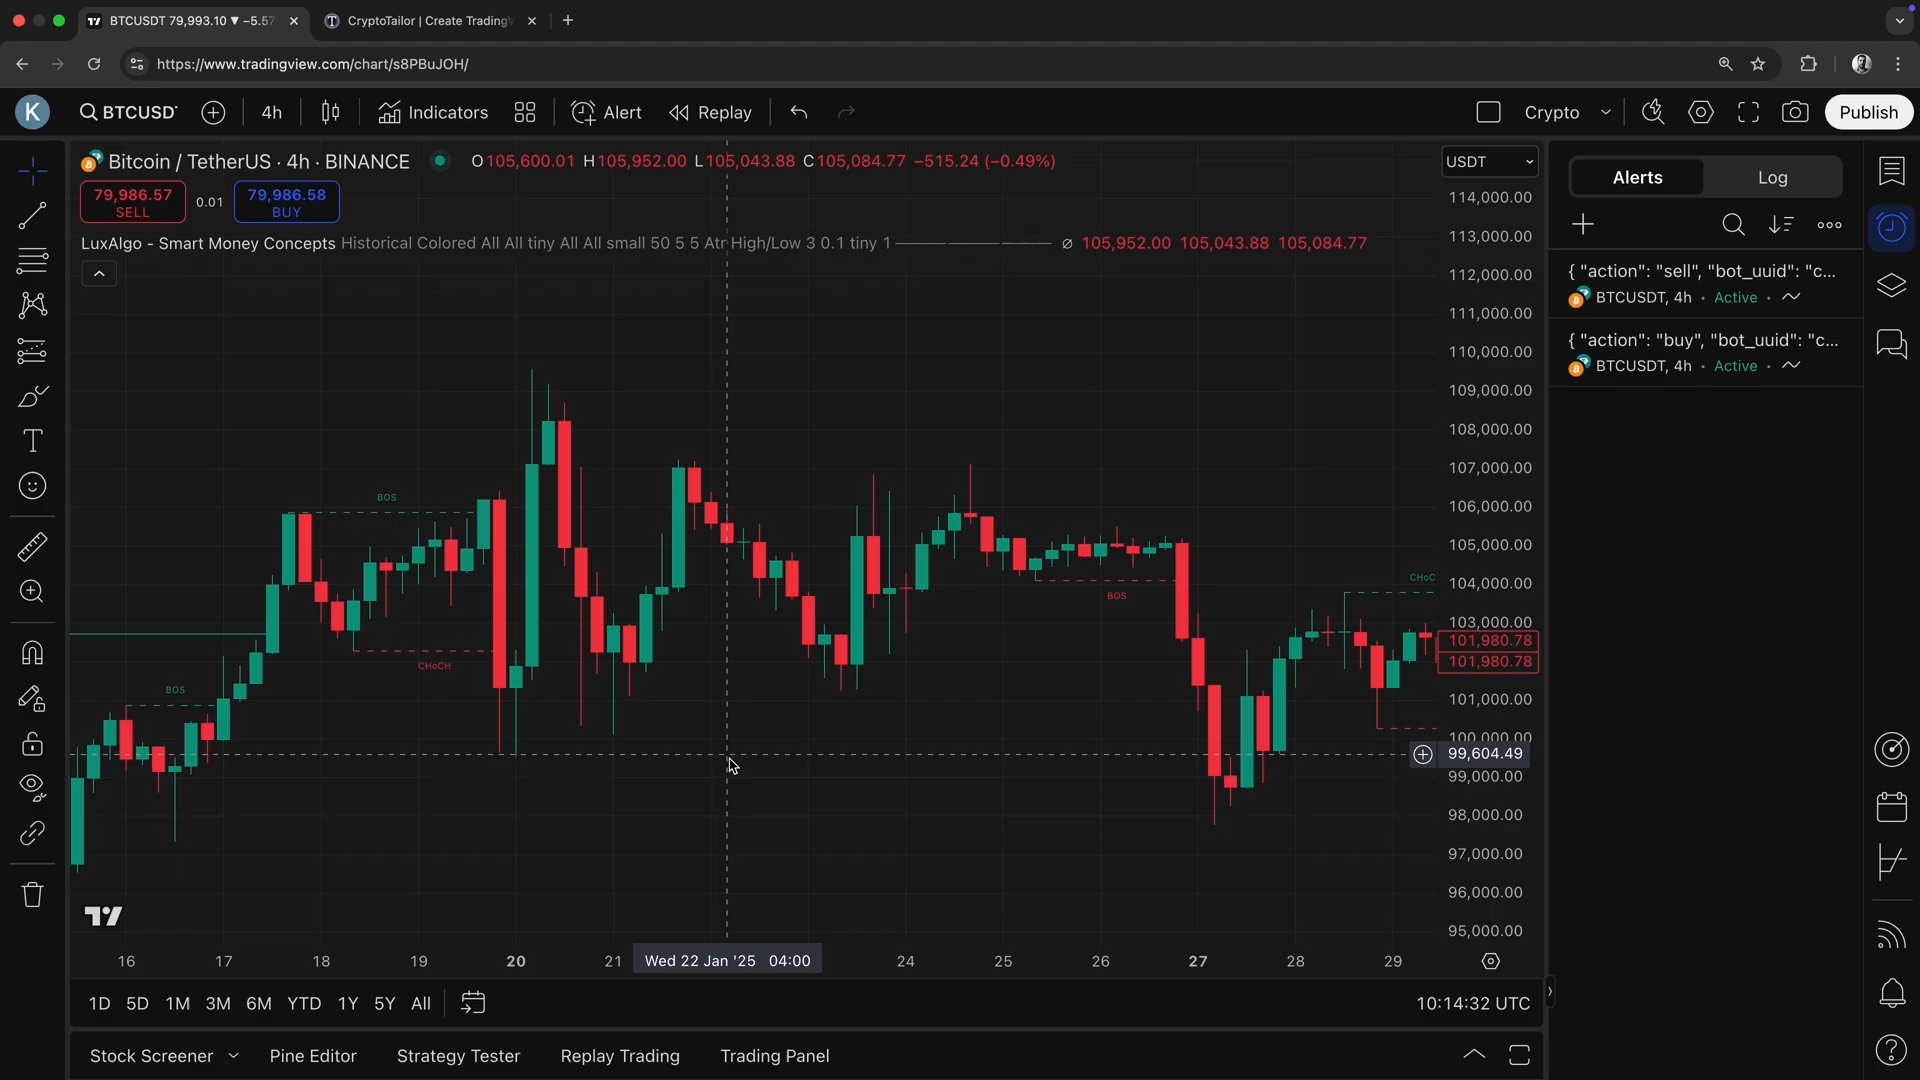 BTCUSDT 79,993.10 ▼ −5.57
CryptoTailor | Create Trading
https://www.tradingview.com/chart/s8PBuJOH/
K
BTCUSD
4h
Indicators
Alert
Replay
Crypto
Publish
Bitcoin / TetherUS · 4h · BINANCE
O105,600.01 H105,952.00 L105,043.88 C105,084.77 −515.24 (−0.49%)
USDT
79,986.57
SELL
0.01
79,986.58
BUY
LuxAlgo - Smart Money Concepts Historical Colored All All tiny All All small 50 5 5 Atr High/Low 3 0.1 tiny 1 ∅ 105,952.00 105,043.88 105,084.77
114,000.00
113,000.00
112,000.00
111,000.00
110,000.00
109,000.00
108,000.00
107,000.00
106,000.00
105,000.00
104,000.00
103,000.00
101,980.78
101,980.78
101,000.00
100,000.00
99,604.49
99,000.00
98,000.00
97,000.00
96,000.00
95,000.00
BOS
CHoCH
BOS
BOS
CHoC
16
17
18
19
20
21
Wed 22 Jan '25 04:00
24
25
26
27
28
29
1D
5D
1M
3M
6M
YTD
1Y
5Y
All
10:14:32 UTC
Stock Screener
Pine Editor
Strategy Tester
Replay Trading
Trading Panel
Alerts
Log
{ "action": "sell", "bot_uuid": "c...
BTCUSDT, 4h • Active •
{ "action": "buy", "bot_uuid": "c...
BTCUSDT, 4h • Active •